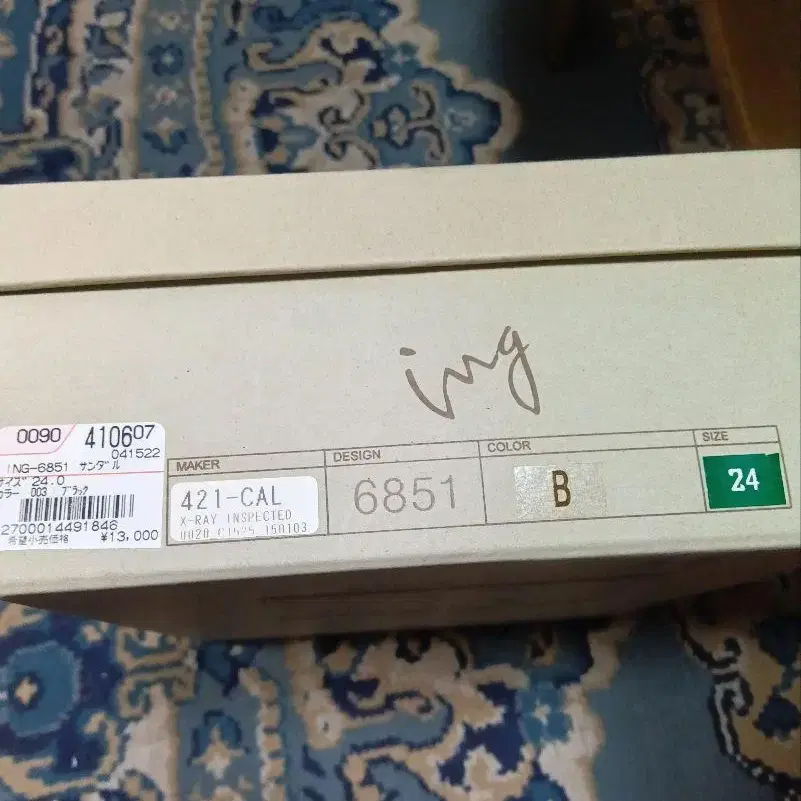 ing
0090 410607
041522
ING-6851 サンダル
サイズ 24.0
カラー 003 ブラック
2700014491846
希望小売価格 ¥13,000
MAKER
421-CAL
X-RAY INSPECTED
DESIGN
6851
COLOR
B
SIZE
24